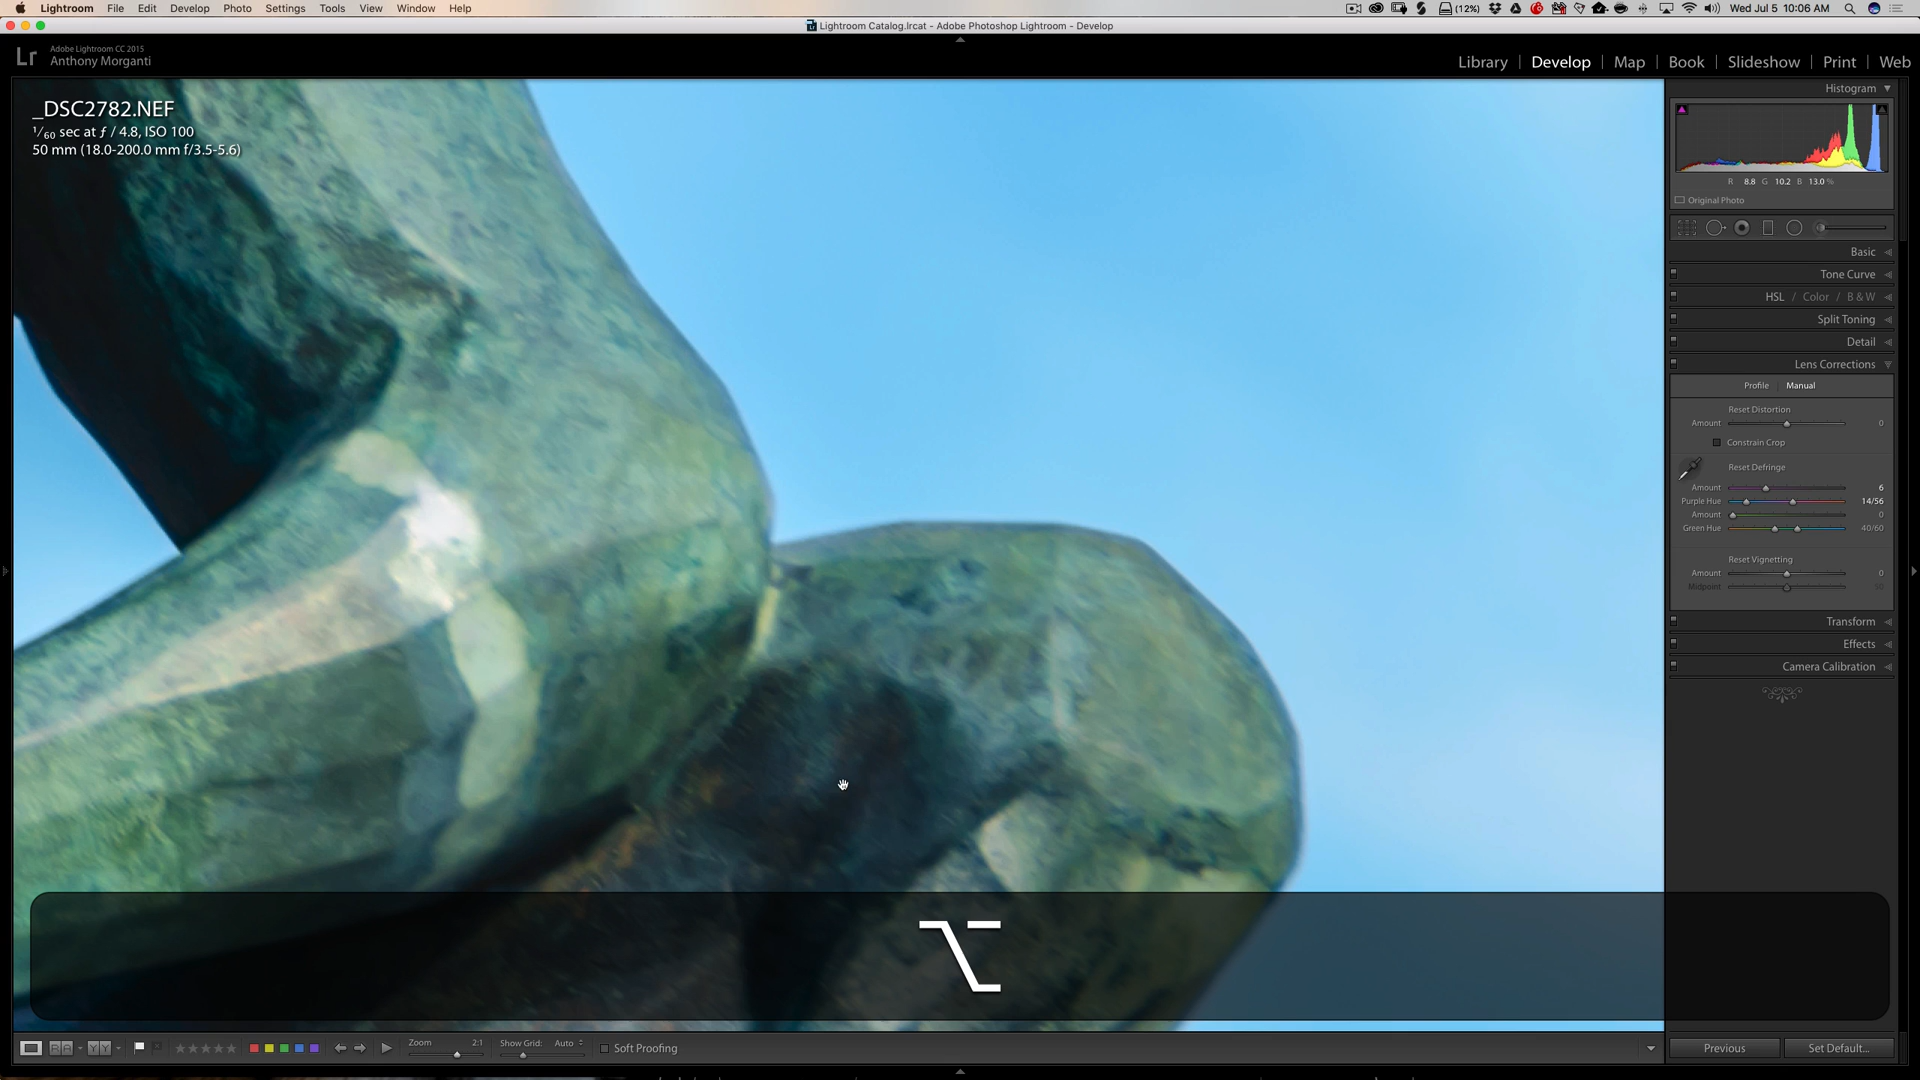 Lightroom File Edit Develop Photo Settings Tools View Window Help (12%) Wed Jul 5 10:06 AM
Lightroom Catalog.lrcat - Adobe Photoshop Lightroom - Develop
Lr Adobe Lightroom CC 2015
Anthony Morganti
Library | Develop | Map | Book | Slideshow | Print | Web
_DSC2782.NEF
1/60 sec at ƒ / 4.8, ISO 100
50 mm (18.0-200.0 mm f/3.5-5.6)
Histogram
R 8.8 G 10.2 B 13.0 %
Original Photo
Basic
Tone Curve
HSL / Color / B & W
Split Toning
Detail
Lens Corrections
Profile Manual
Reset Distortion
Amount 0
Constrain Crop
Reset Defringe
Amount 6
Purple Hue 14/56
Amount 0
Green Hue 40/60
Reset Vignetting
Amount 0
Midpoint
Transform
Effects
Camera Calibration
⌥
Zoom 2:1 Show Grid: Auto Soft Proofing
Previous Set Default...